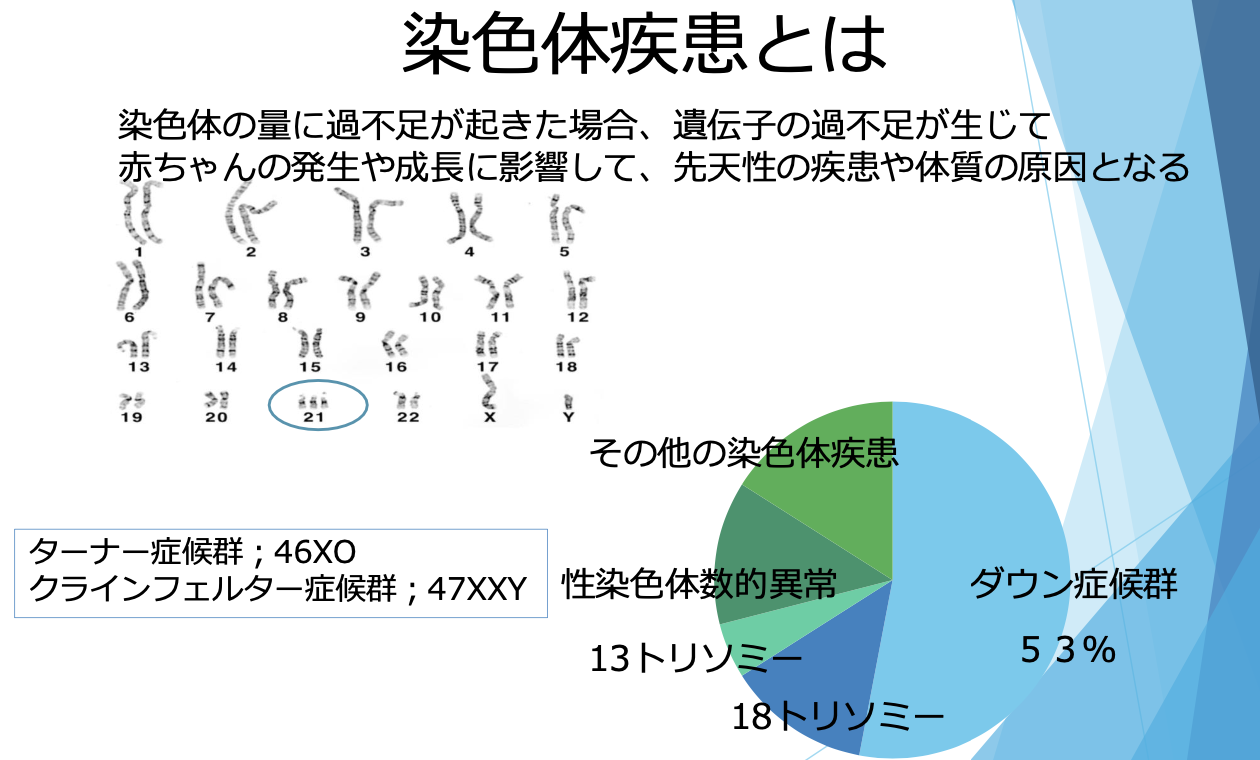 染色体疾患とは
染色体の量に過不足が起きた場合、遺伝子の過不足が生じて
赤ちゃんの発生や成長に影響して、先天性の疾患や体質の原因となる
1 2 3 4 5
6 7 8 9 10 11 12
13 14 15 16 17 18
19 20 21 22 X Y
その他の染色体疾患
ターナー症候群；46XO
クラインフェルター症候群；47XXY
性染色体数的異常
ダウン症候群
５３%
13トリソミー
18トリソミー